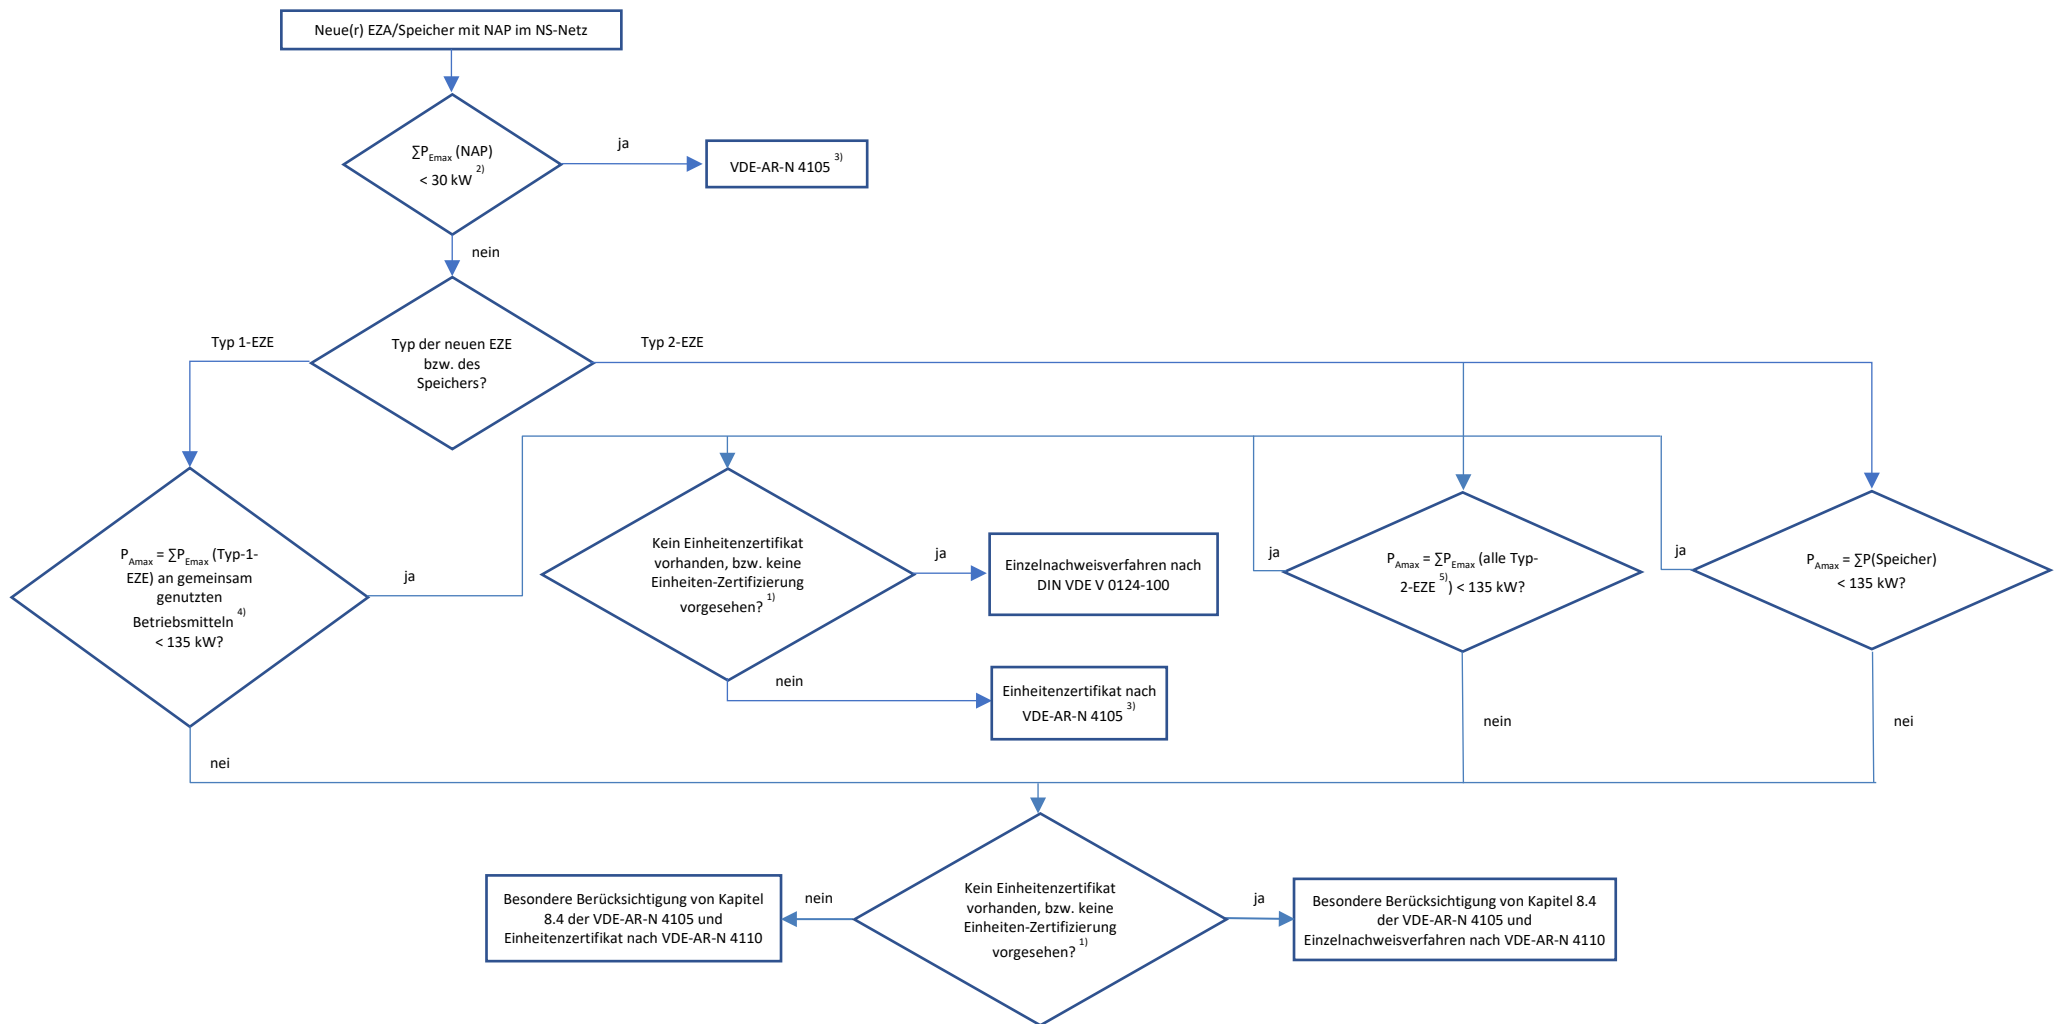 Neue(r) EZA/Speicher mit NAP im NS-Netz
∑P_Emax (NAP)
< 30 kW ²⁾
ja
VDE-AR-N 4105 ³⁾
nein
Typ 1-EZE
Typ der neuen EZE
bzw. des
Speichers?
Typ 2-EZE
P_Amax = ∑P_Emax (Typ-1-
EZE) an gemeinsam
genutzten
Betriebsmitteln ⁴⁾
< 135 kW?
ja
Kein Einheitenzertifikat
vorhanden, bzw. keine
Einheiten-Zertifizierung
vorgesehen? ¹⁾
ja
Einzelnachweisverfahren nach
DIN VDE V 0124-100
ja
P_Amax = ∑P_Emax (alle Typ-
2-EZE ⁵⁾) < 135 kW?
ja
P_Amax = ∑P(Speicher)
< 135 kW?
nein
Einheitenzertifikat nach
VDE-AR-N 4105 ³⁾
nein
nei
nei
Besondere Berücksichtigung von Kapitel
8.4 der VDE-AR-N 4105 und
Einheitenzertifikat nach VDE-AR-N 4110
nein
Kein Einheitenzertifikat
vorhanden, bzw. keine
Einheiten-Zertifizierung
vorgesehen? ¹⁾
ja
Besondere Berücksichtigung von Kapitel 8.4
der VDE-AR-N 4105 und
Einzelnachweisverfahren nach VDE-AR-N 4110